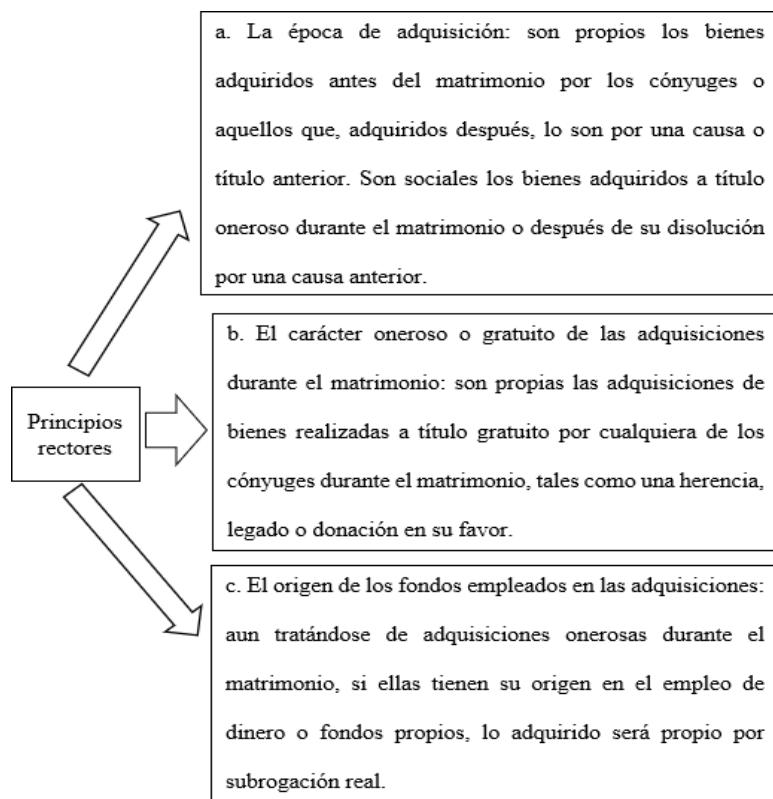 a. La época de adquisición: son propios los bienes
adquiridos antes del matrimonio por los cónyuges o
aquellos que, adquiridos después, lo son por una causa o
título anterior. Son sociales los bienes adquiridos a título
oneroso durante el matrimonio o después de su disolución
por una causa anterior.
Principios
rectores
b. El carácter oneroso o gratuito de las adquisiciones
durante el matrimonio: son propias las adquisiciones de
bienes realizadas a título gratuito por cualquiera de los
cónyuges durante el matrimonio, tales como una herencia,
legado o donación en su favor.
c. El origen de los fondos empleados en las adquisiciones:
aun tratándose de adquisiciones onerosas durante el
matrimonio, si ellas tienen su origen en el empleo de
dinero o fondos propios, lo adquirido será propio por
subrogación real.